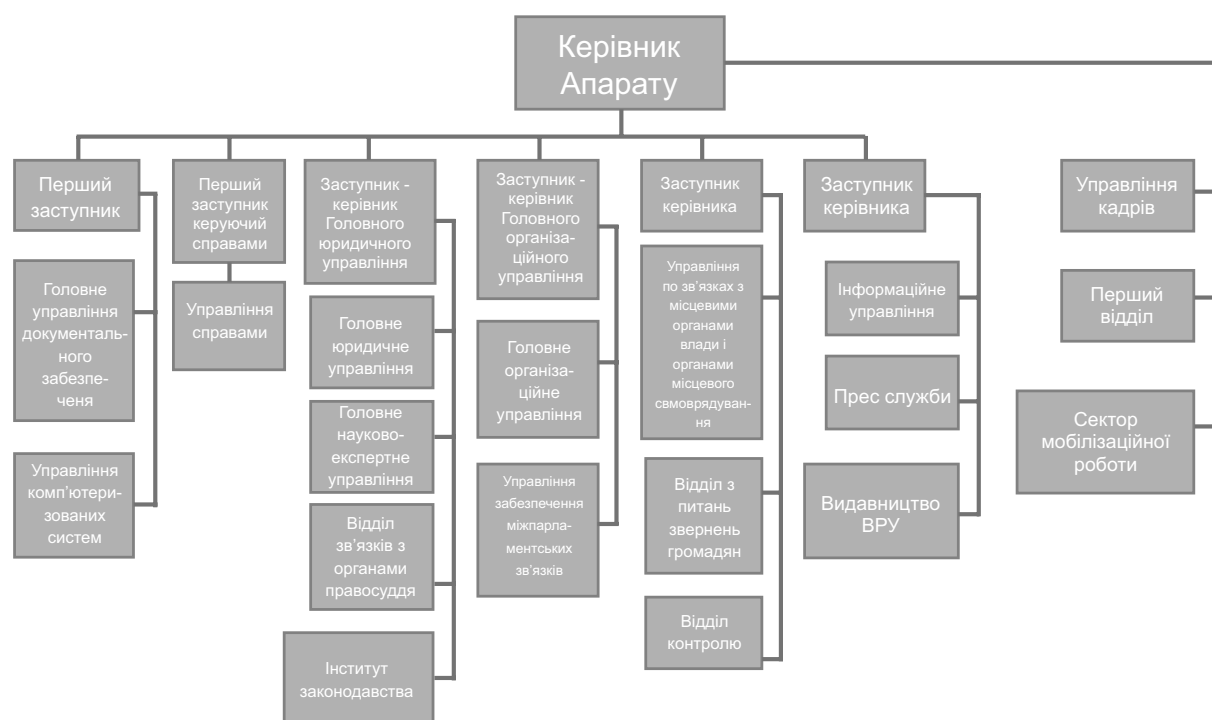 Керівник
Апарату
Перший
заступник
Перший
заступник
керуючий
справами
Заступник -
керівник
Головного
юридичного
управління
Заступник -
керівник
Головного
організа-
ційного
управління
Заступник
керівника
Заступник
керівника
Управління
кадрів
Головне
управління
документаль-
ного
забезпе-
ченя
Управління
комп’ютери-
зованих
систем
Управління
справами
Головне
юридичне
управління
Головне
науково-
експертне
управління
Відділ
зв’язків з
органами
правосуддя
Інститут
законодавства
Головне
організа-
ційне
управління
Управління
забезпечення
міжпарла-
ментських
зв’язків
Управління
по зв’язках з
місцевими
органами
влади і
органами
місцевого
свмоврядуван-
ня
Відділ з
питань
звернень
громадян
Відділ
контролю
Інформаційне
управління
Прес служби
Видавництво
ВРУ
Перший
відділ
Сектор
мобілізаційної
роботи